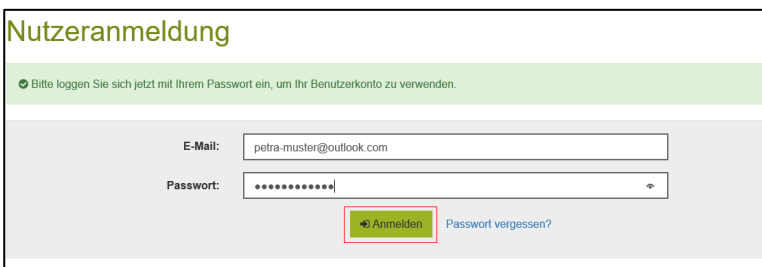 Nutzeranmeldung
Bitte loggen Sie sich jetzt mit Ihrem Passwort ein, um Ihr Benutzerkonto zu verwenden.
E-Mail: petra-muster@outlook.com
Passwort: ●●●●●●●●●●●●
Anmelden Passwort vergessen?